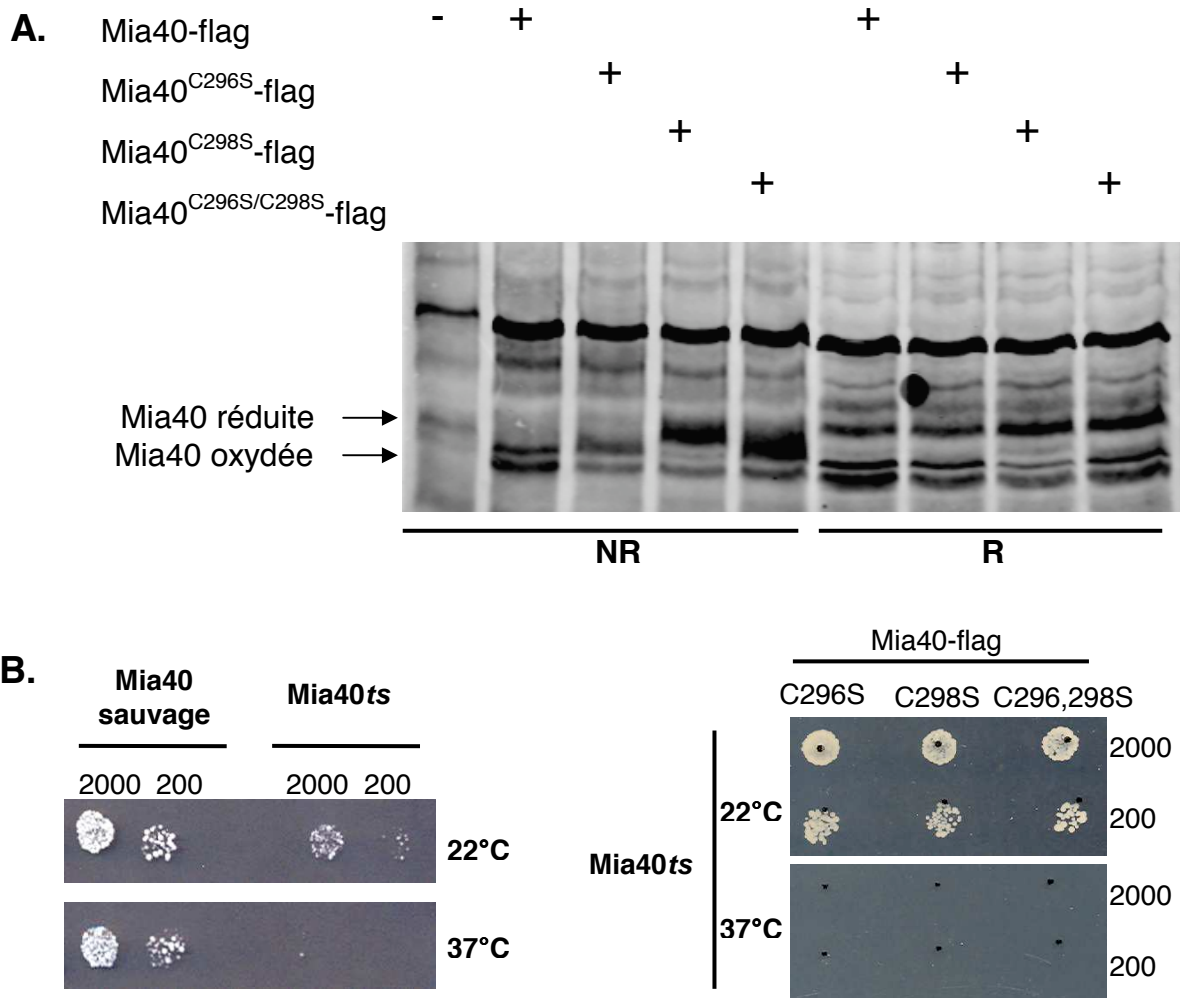 A.
Mia40-flag - + +
Mia40C296S-flag + +
Mia40C298S-flag + +
Mia40C296S/C298S-flag + +
Mia40 réduite
Mia40 oxydée
NR R
B.
Mia40 sauvage
Mia40ts
2000 200 2000 200
22°C
37°C
Mia40-flag
C296S C298S C296,298S
Mia40ts
22°C
2000
200
37°C
2000
200